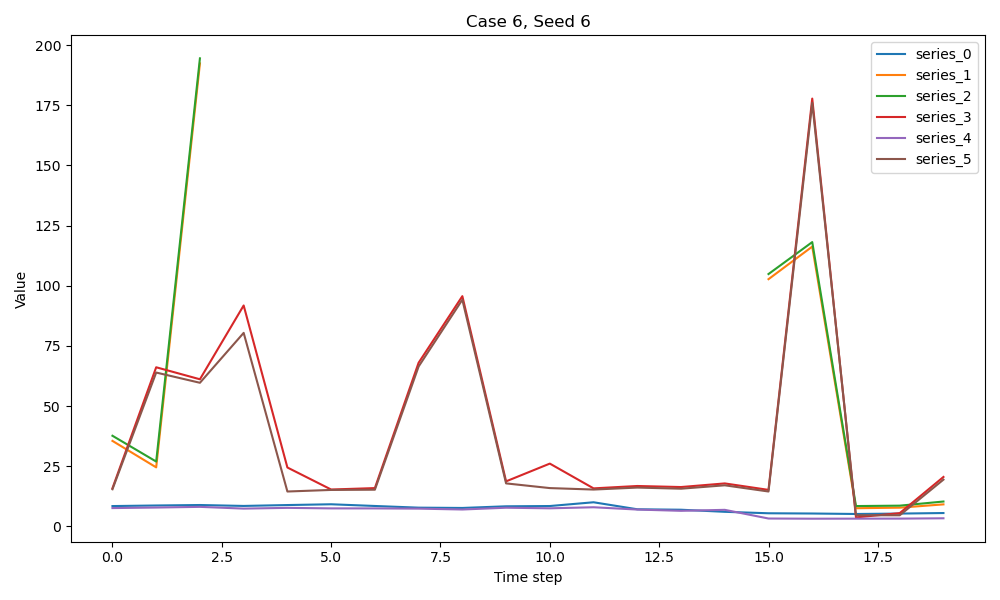 Case 6, Seed 6
200
175
150
125
100
75
50
25
0
Value
series_0
series_1
series_2
series_3
series_4
series_5
0.0 2.5 5.0 7.5 10.0 12.5 15.0 17.5
Time step